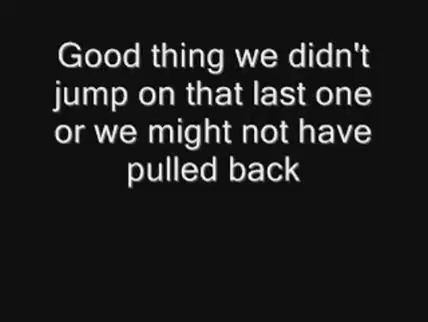 Good thing we didn't
jump on that last one
or we might not have
pulled back